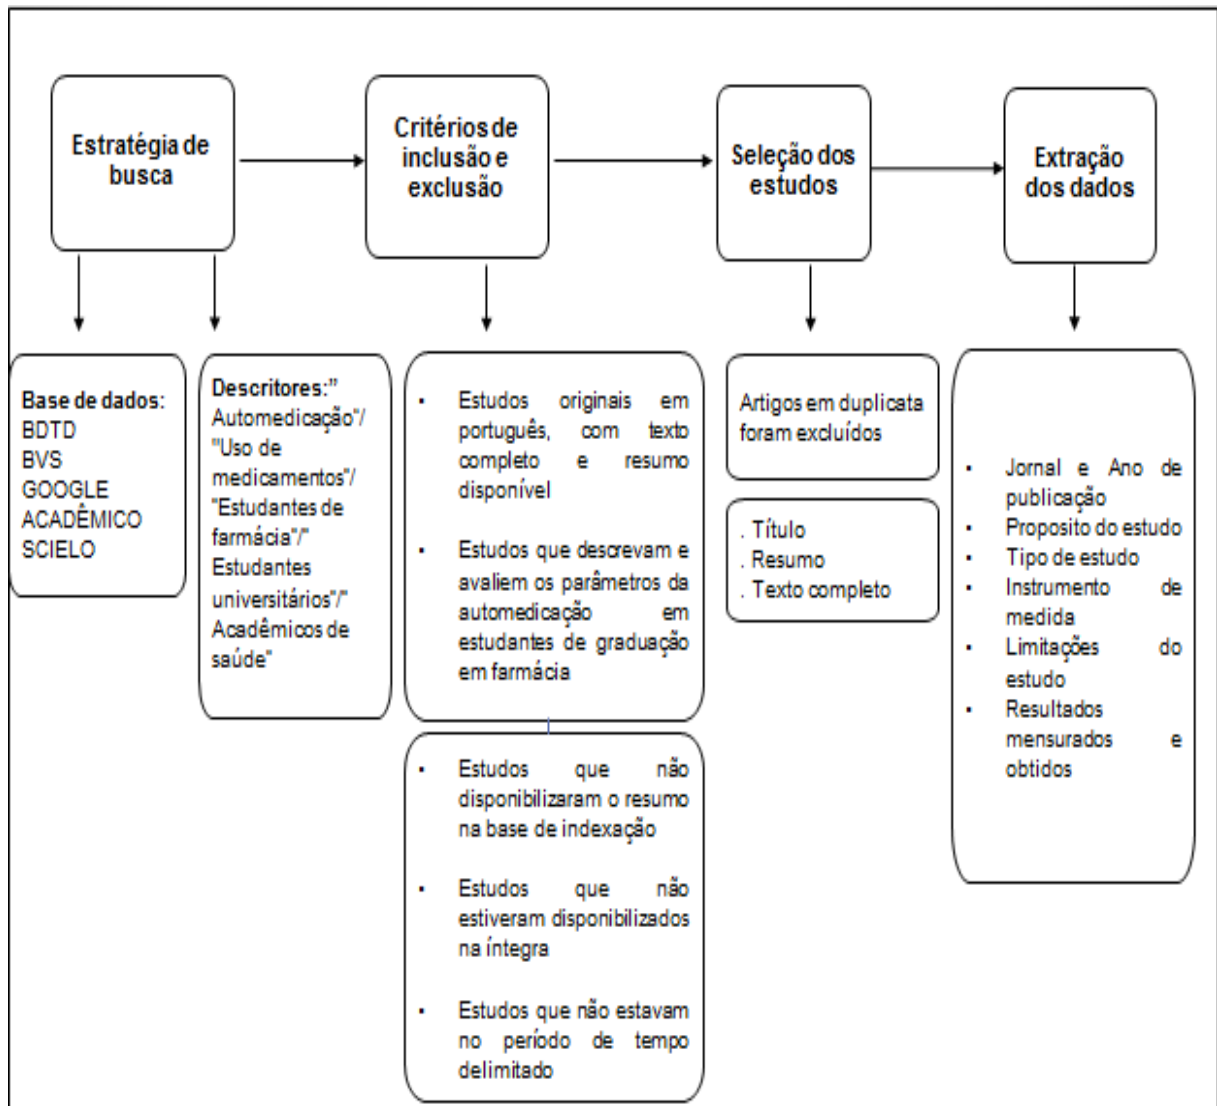 Estratégia de
busca
Critérios de
inclusão e
exclusão
Seleção dos
estudos
Extração
dos dados
Base de dados:
BDTD
BVS
GOOGLE
ACADÊMICO
SCIELO
Descritores:"
Automedicação"/
"Uso de
medicamentos"/
"Estudantes de
farmácia"/"
Estudantes
universitários"/"
Acadêmicos de
saúde"
▪ Estudos originais em
português, com texto
completo e resumo
disponível
▪ Estudos que descrevam e
avaliem os parâmetros da
automedicação em
estudantes de graduação
em farmácia
▪ Estudos que não
disponibilizaram o resumo
na base de indexação
▪ Estudos que não
estiveram disponibilizados
na íntegra
▪ Estudos que não estavam
no período de tempo
delimitado
Artigos em duplicata
foram excluídos
. Título
. Resumo
. Texto completo
▪ Jornal e Ano de
publicação
▪ Proposito do estudo
▪ Tipo de estudo
▪ Instrumento de
medida
▪ Limitações do
estudo
▪ Resultados
mensurados e
obtidos